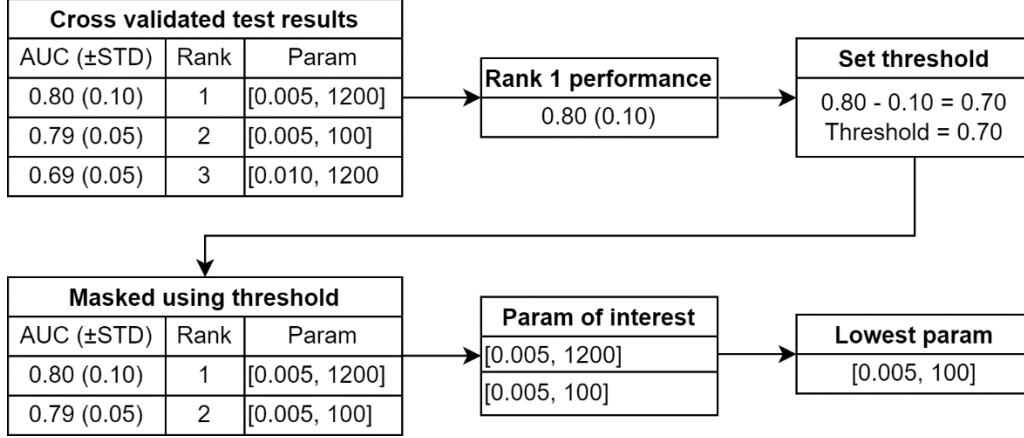 Cross validated test results
AUC (±STD) Rank Param
0.80 (0.10) 1 [0.005, 1200]
0.79 (0.05) 2 [0.005, 100]
0.69 (0.05) 3 [0.010, 1200
Rank 1 performance
0.80 (0.10)
Set threshold
0.80 - 0.10 = 0.70
Threshold = 0.70
Masked using threshold
AUC (±STD) Rank Param
0.80 (0.10) 1 [0.005, 1200]
0.79 (0.05) 2 [0.005, 100]
Param of interest
[0.005, 1200]
[0.005, 100]
Lowest param
[0.005, 100]